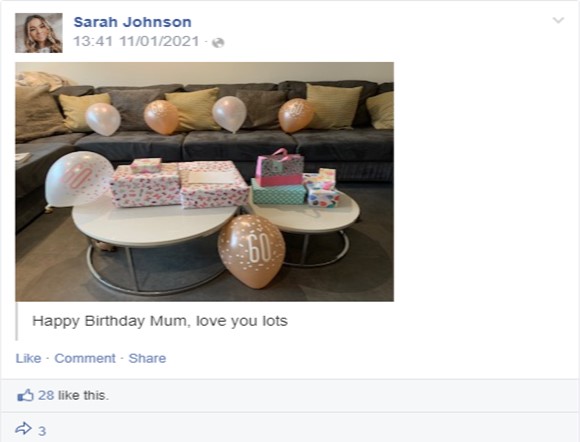 Sarah Johnson
13:41 11/01/2021 ·
60
60
Happy Birthday Mum, love you lots
Like · Comment · Share
28 like this.
3